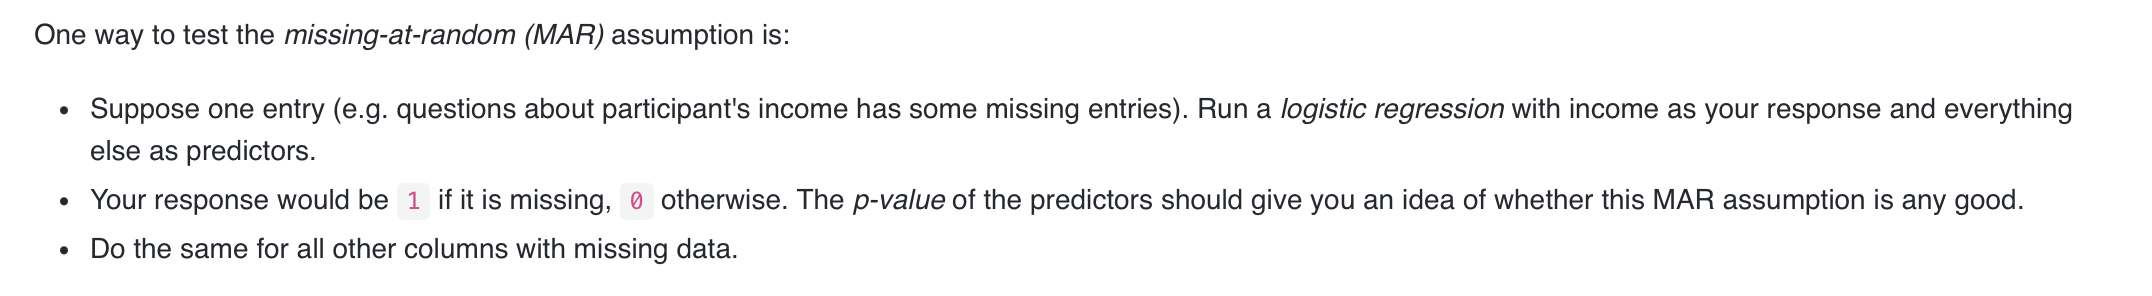 One way to test the missing-at-random (MAR) assumption is:
• Suppose one entry (e.g. questions about participant's income has some missing entries). Run a logistic regression with income as your response and everything
else as predictors.
• Your response would be 1 if it is missing, 0 otherwise. The p-value of the predictors should give you an idea of whether this MAR assumption is any good.
• Do the same for all other columns with missing data.